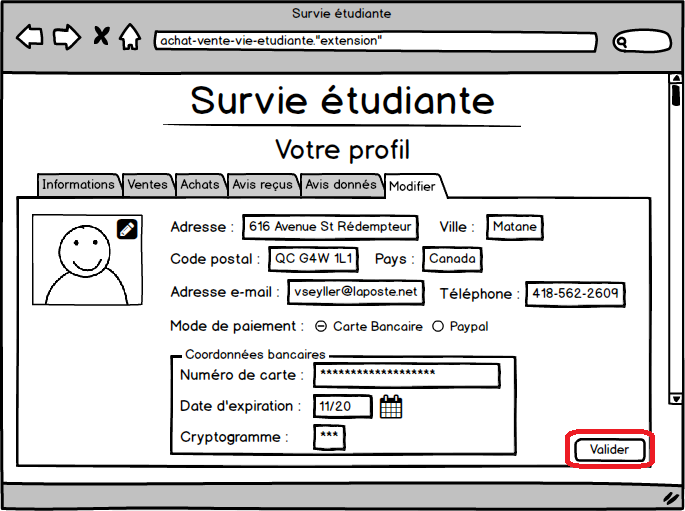 Survie étudiante
achat-vente-vie-etudiante."extension"
Survie étudiante
Votre profil
Informations Ventes Achats Avis reçus Avis donnés Modifier
Adresse : 616 Avenue St Rédempteur Ville : Matane
Code postal : QC G4W 1L1 Pays : Canada
Adresse e-mail : vseyller@laposte.net Téléphone : 418-562-2609
Mode de paiement : Carte Bancaire Paypal
Coordonnées bancaires
Numéro de carte : *******************
Date d'expiration : 11/20
Cryptogramme : ***
Valider